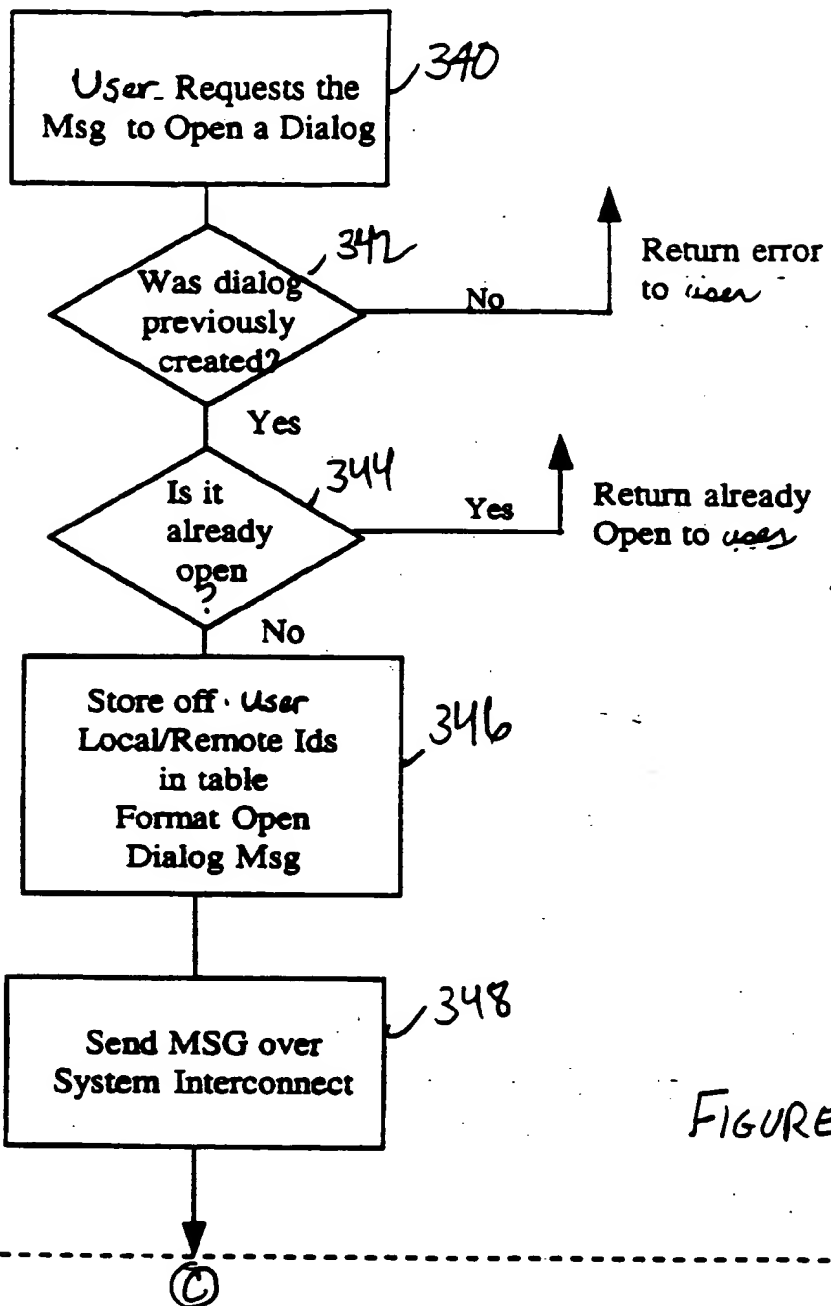 User Requests the
Msg to Open a Dialog
340
342
Was dialog
previously
created?
No
Return error
to user
Yes
344
Is it
already
open
?
Yes
Return already
Open to user
No
Store off User
Local/Remote Ids
in table
Format Open
Dialog Msg
346
Send MSG over
System Interconnect
348
FIGURE
C